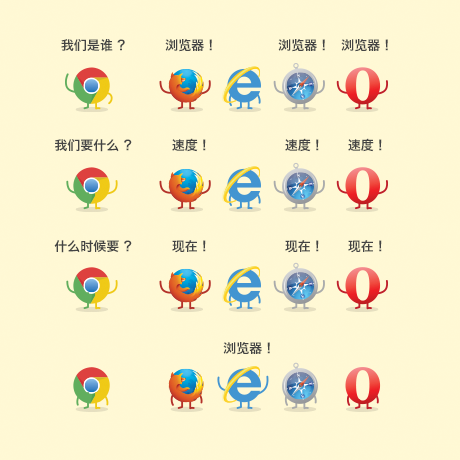 我们是谁？ 浏览器！ 浏览器！ 浏览器！
我们要什么？ 速度！ 速度！ 速度！
什么时候要？ 现在！ 现在！ 现在！
浏览器！